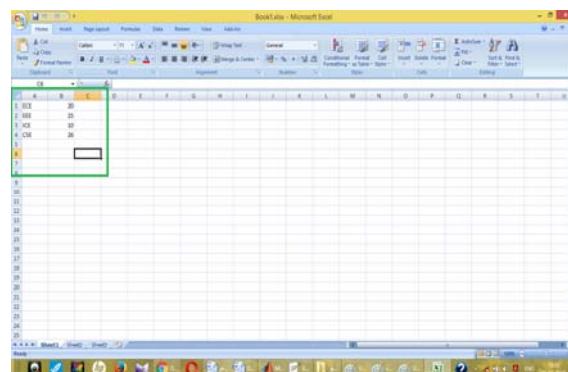 Book1.xlsx - Microsoft Excel
Home Insert Page Layout Formulas Data Review View Add-Ins
Cut
Copy
Format Painter
Calibri 11
Wrap Text
Merge & Center
General
Conditional Formatting
Format as Table
Cell Styles
Insert Delete Format
AutoSum
Fill
Clear
Sort & Filter
Find & Select
Clipboard Font Alignment Number Styles Cells Editing
C6
A B C D E F G H I J K L M N O P Q R S T U
1 ECE 20
2 EEE 25
3 ICE 10
4 CSE 26
5
6
7
8
9
10
11
12
13
14
15
16
17
18
19
20
21
22
23
24
25
Sheet1 Sheet2 Sheet3
Ready